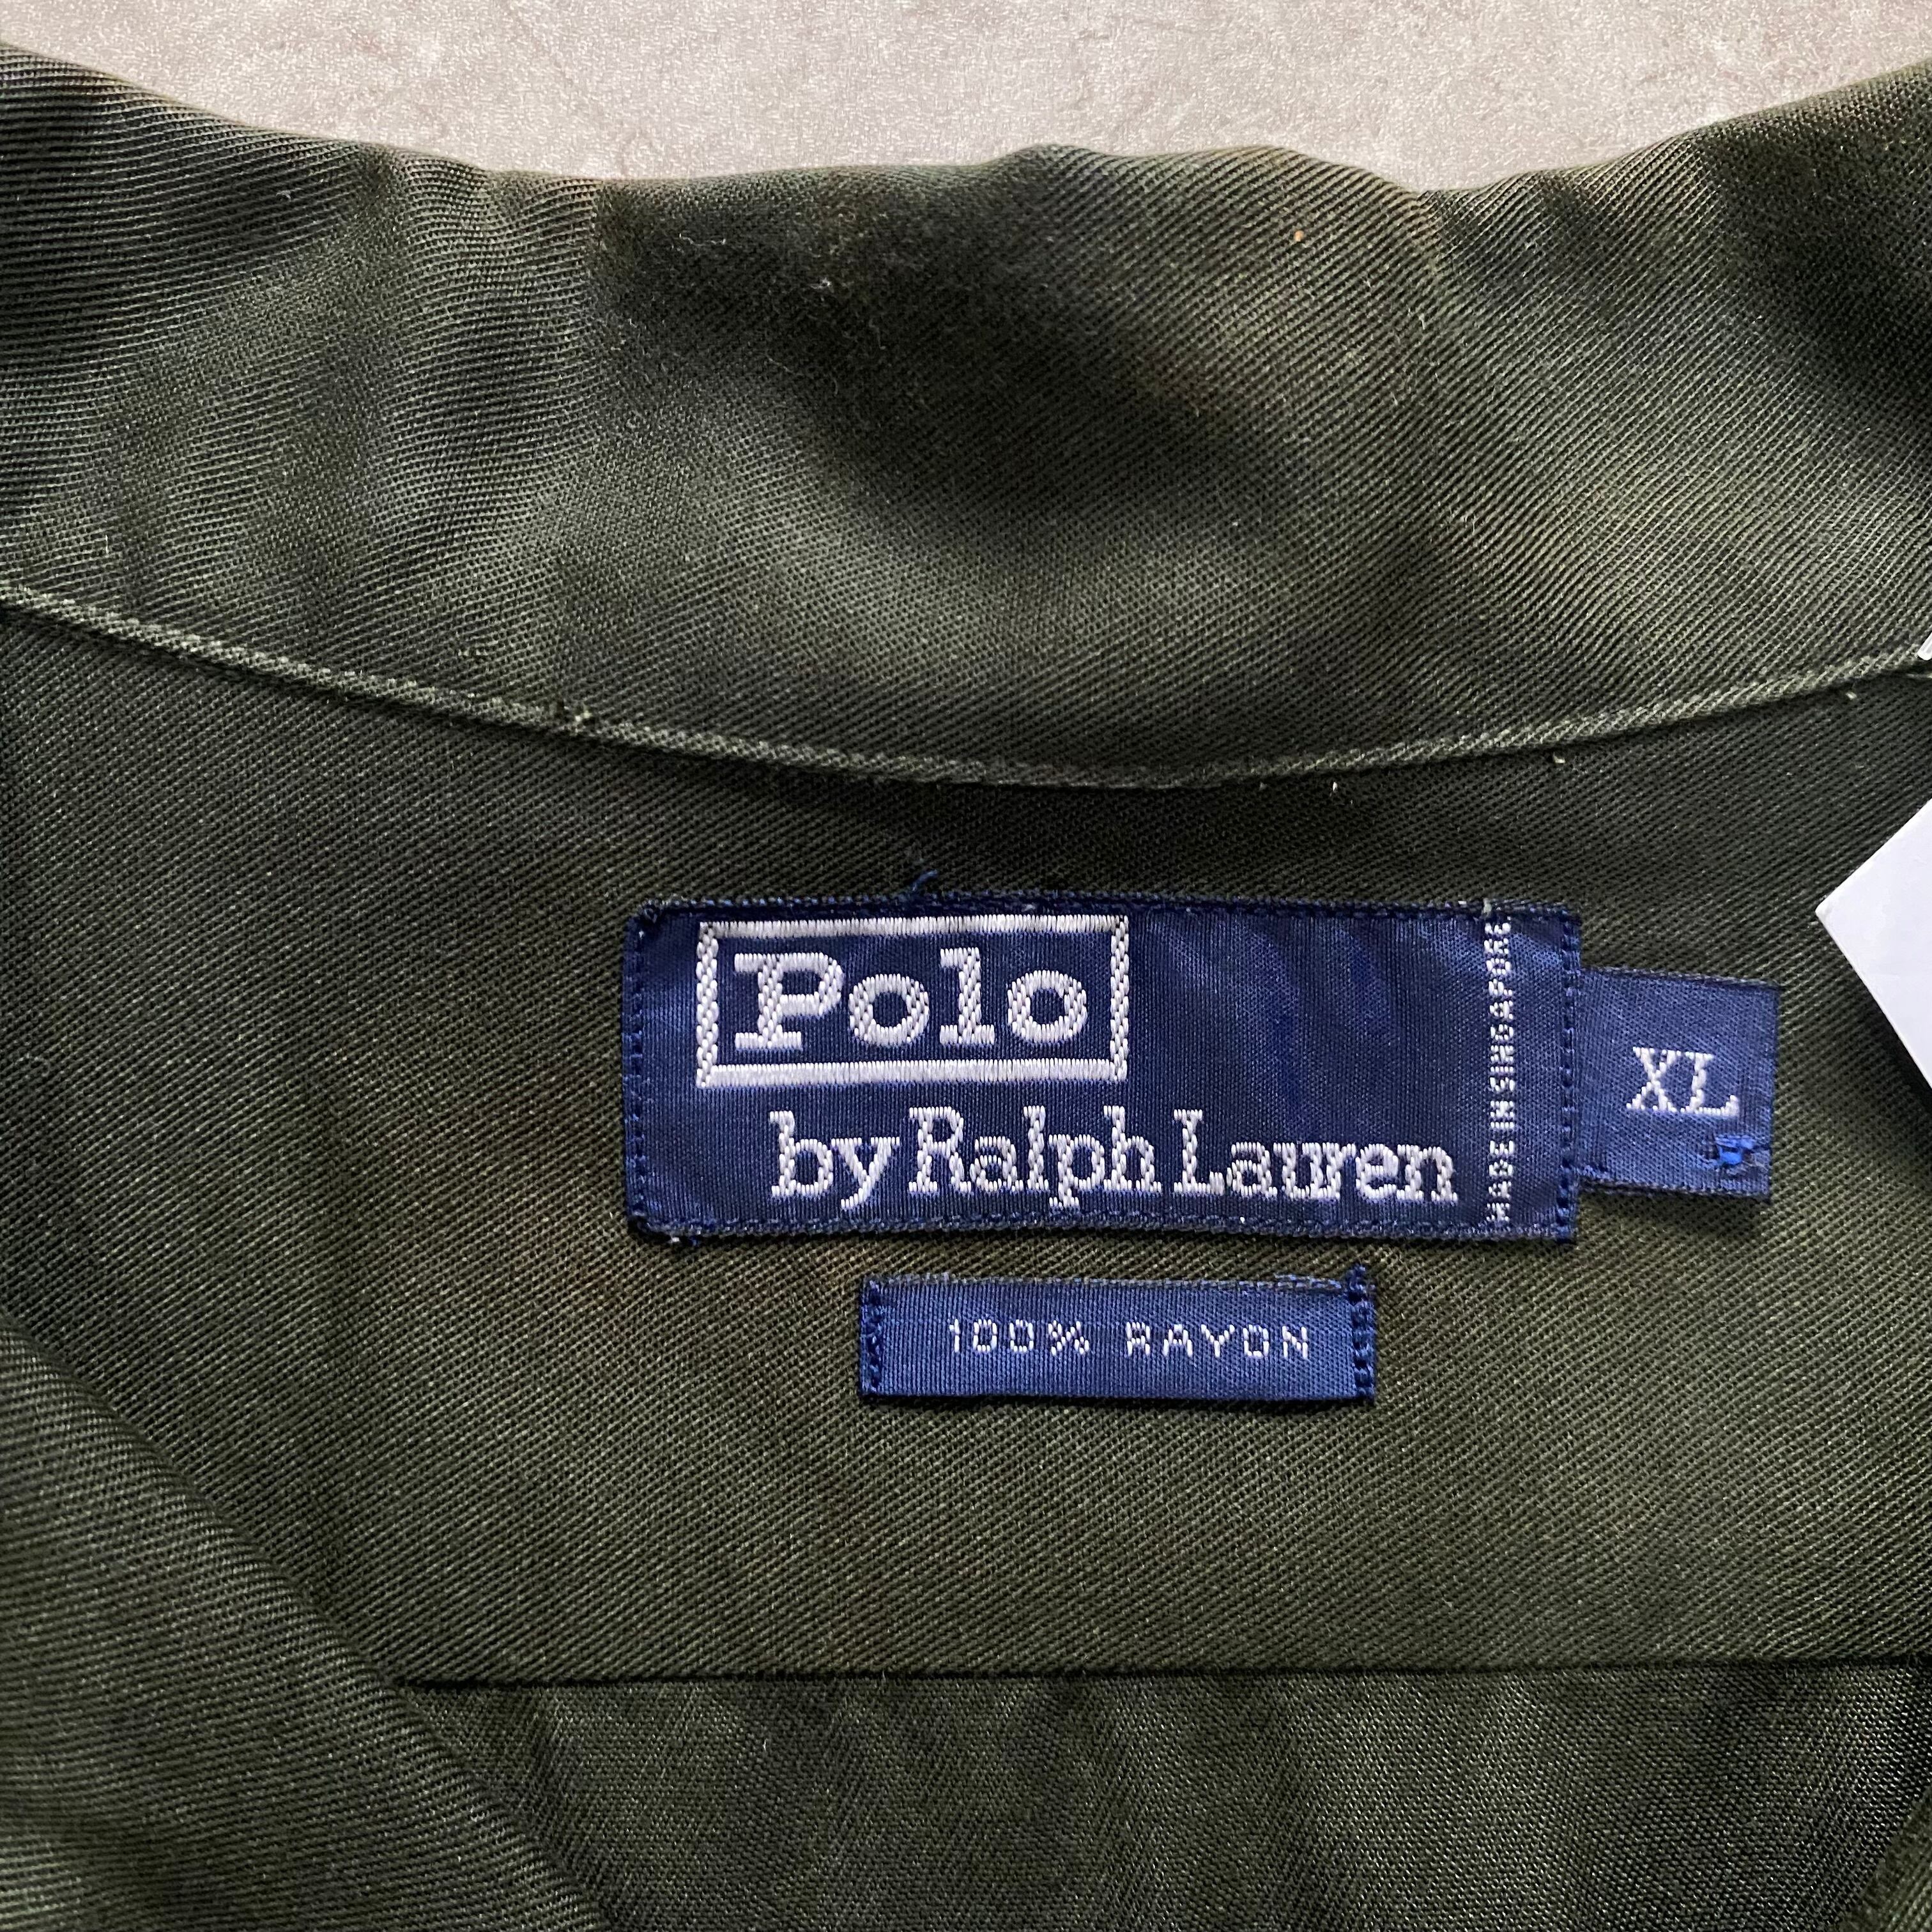 Polo
by Ralph Lauren
MADE IN SINGAPORE
XL
100% RAYON